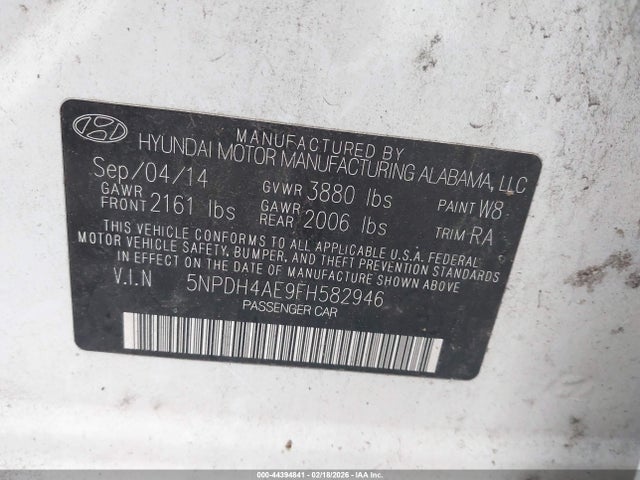 MANUFACTURED BY
HYUNDAI MOTOR MANUFACTURING ALABAMA, LLC
Sep/04/14 GVWR 3880 lbs PAINT W8
GAWR FRONT 2161 lbs GAWR REAR 2006 lbs TRIM RA
THIS VEHICLE CONFORMS TO ALL APPLICABLE U.S.A. FEDERAL
MOTOR VEHICLE SAFETY, BUMPER, AND THEFT PREVENTION STANDARDS
IN EFFECT ON THE DATE OF MANUFACTURE SHOWN ABOVE
V.I.N 5NPDH4AE9FH582946
PASSENGER CAR
000-44394841 - 02/18/2026 - IAAI.CA